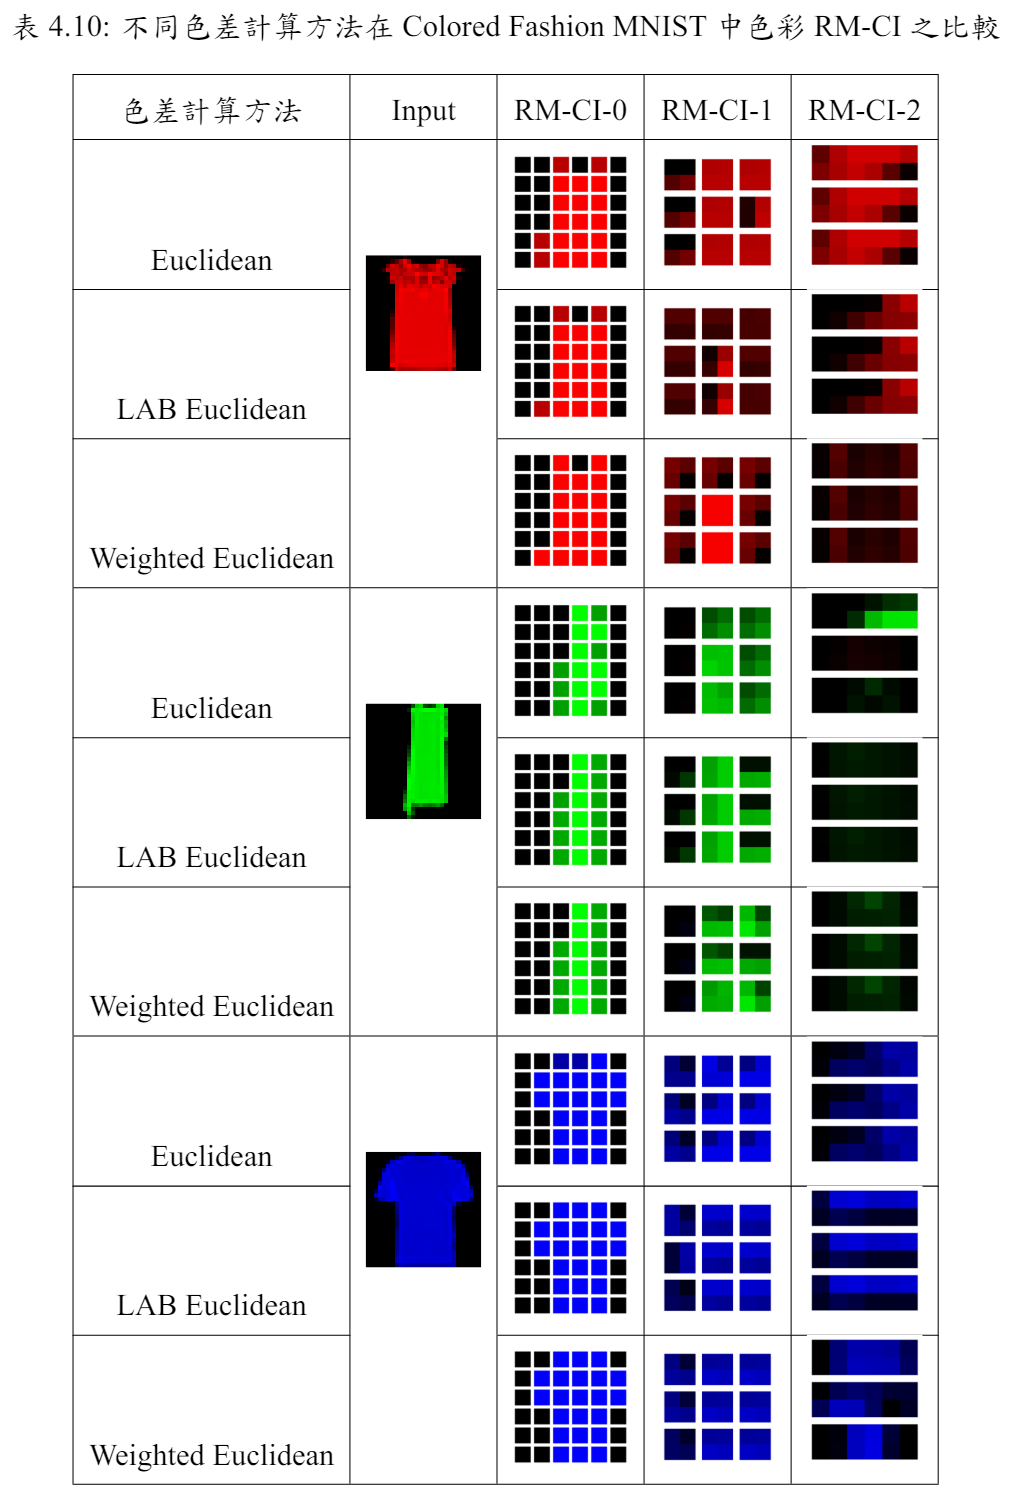 表 4.10: 不同色差計算方法在 Colored Fashion MNIST 中色彩 RM-CI 之比較
色差計算方法 Input RM-CI-0 RM-CI-1 RM-CI-2
Euclidean
LAB Euclidean
Weighted Euclidean
Euclidean
LAB Euclidean
Weighted Euclidean
Euclidean
LAB Euclidean
Weighted Euclidean